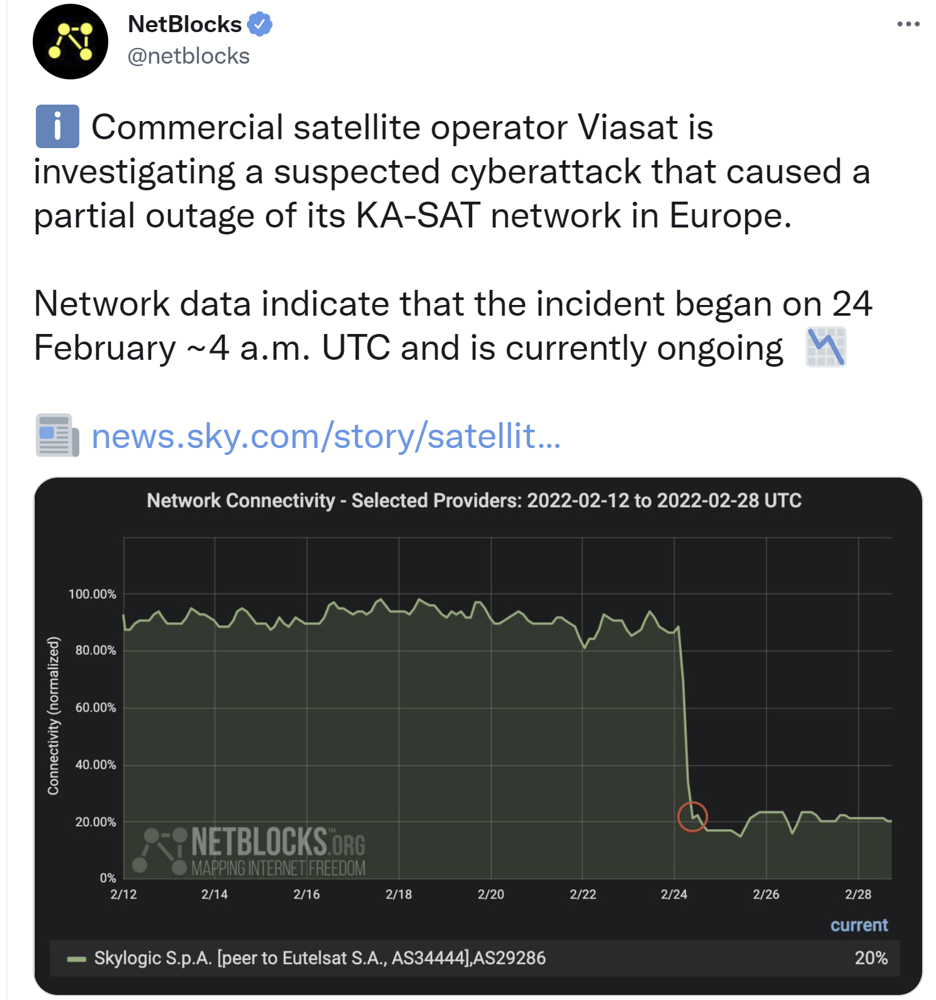 NetBlocks
@netblocks
Commercial satellite operator Viasat is
investigating a suspected cyberattack that caused a
partial outage of its KA-SAT network in Europe.
Network data indicate that the incident began on 24
February ~4 a.m. UTC and is currently ongoing
news.sky.com/story/satellit...
Network Connectivity - Selected Providers: 2022-02-12 to 2022-02-28 UTC
Connectivity (normalized)
100.00%
80.00%
60.00%
40.00%
20.00%
0%
NETBLOCKS™.ORG
MAPPING INTERNET FREEDOM
2/12 2/14 2/16 2/18 2/20 2/22 2/24 2/26 2/28
current
Skylogic S.p.A. [peer to Eutelsat S.A., AS34444],AS29286 20%